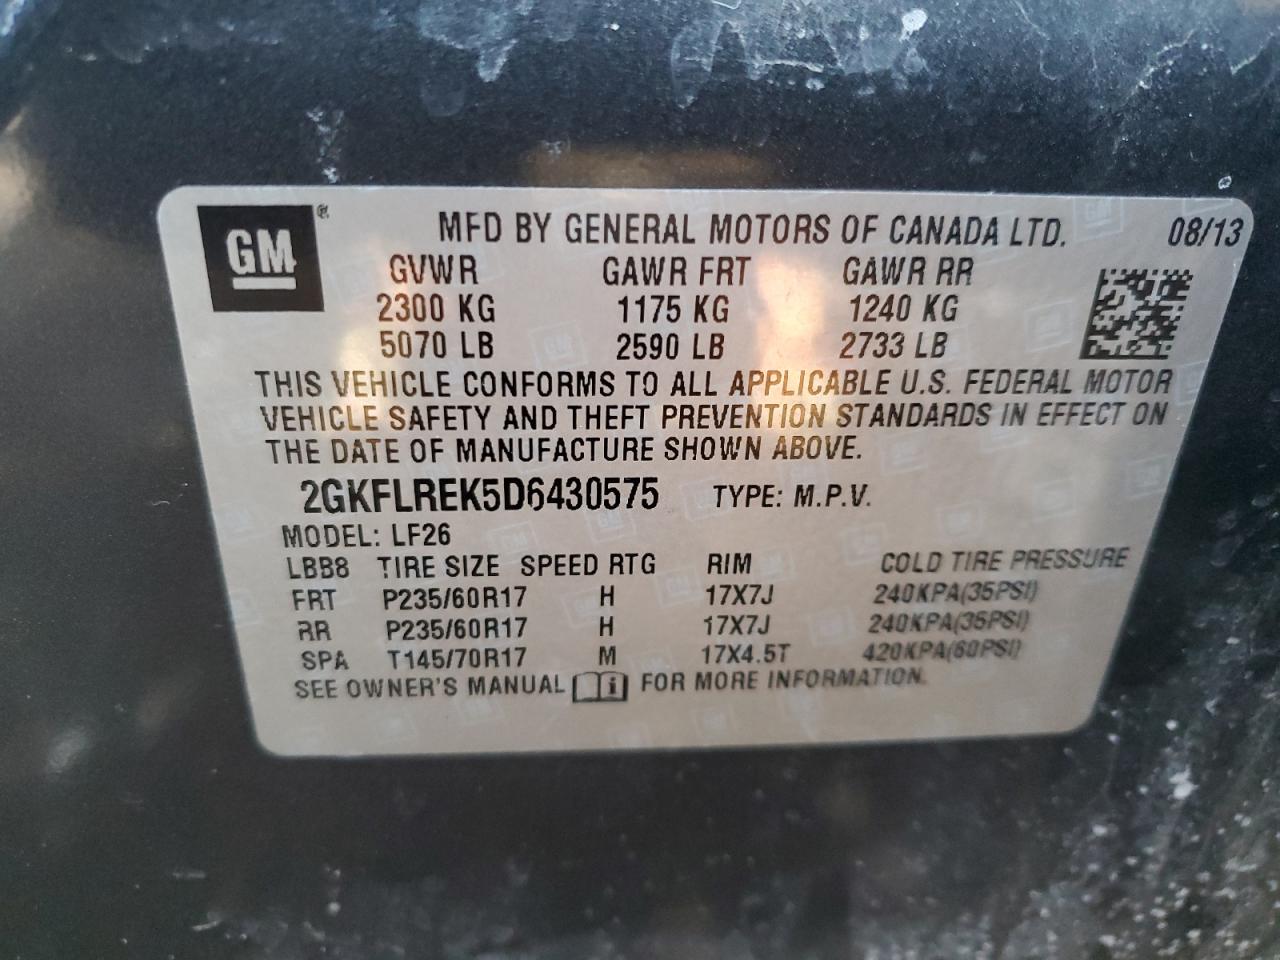 GM®
MFD BY GENERAL MOTORS OF CANADA LTD. 08/13
GVWR GAWR FRT GAWR RR
2300 KG 1175 KG 1240 KG
5070 LB 2590 LB 2733 LB
THIS VEHICLE CONFORMS TO ALL APPLICABLE U.S. FEDERAL MOTOR
VEHICLE SAFETY AND THEFT PREVENTION STANDARDS IN EFFECT ON
THE DATE OF MANUFACTURE SHOWN ABOVE.
2GKFLREK5D6430575 TYPE: M.P.V.
MODEL: LF26
LBB8 TIRE SIZE SPEED RTG RIM COLD TIRE PRESSURE
FRT P235/60R17 H 17X7J 240KPA(35PSI)
RR P235/60R17 H 17X7J 240KPA(35PSI)
SPA T145/70R17 M 17X4.5T 420KPA(60PSI)
SEE OWNER'S MANUAL i FOR MORE INFORMATION.